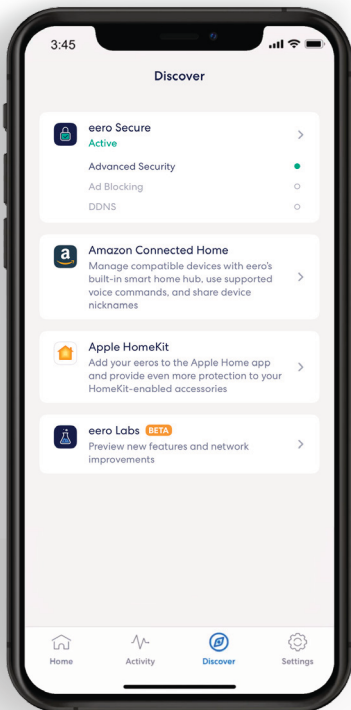 3:45
Discover
eero Secure
Active
Advanced Security
Ad Blocking
DDNS
a
Amazon Connected Home
Manage compatible devices with eero's
built-in smart home hub, use supported
voice commands, and share device
nicknames
Apple HomeKit
Add your eeros to the Apple Home app
and provide even more protection to your
HomeKit-enabled accessories
eero Labs BETA
Preview new features and network
improvements
Home
Activity
Discover
Settings